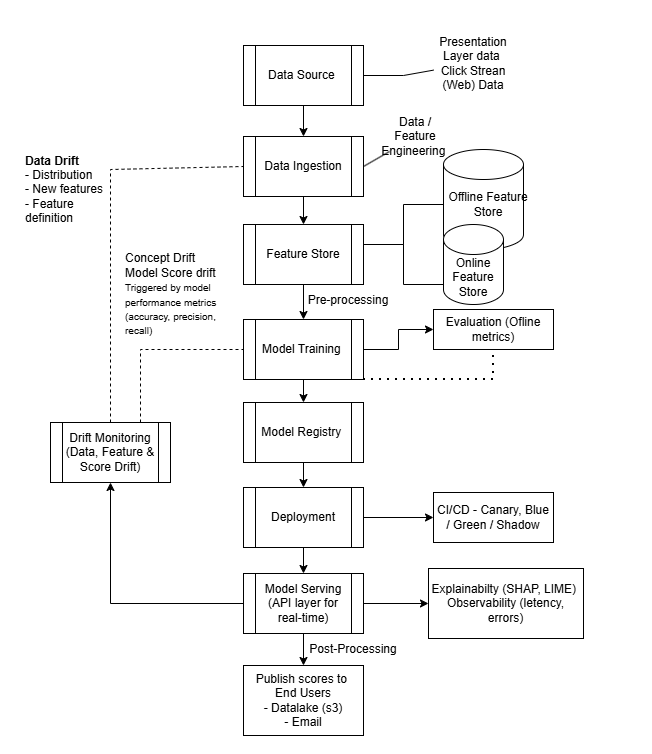 Presentation
Layer data
Click Strean
(Web) Data
Data Source
Data /
Feature
Engineering
Data Ingestion
Data Drift
- Distribution
- New features
- Feature
definition
Offline Feature
Store
Feature Store
Online
Feature
Store
Concept Drift
Model Score drift
Triggered by model
performance metrics
(accuracy, precision,
recall)
Pre-processing
Evaluation (Ofline
metrics)
Model Training
Model Registry
Drift Monitoring
(Data, Feature &
Score Drift)
Deployment
CI/CD - Canary, Blue
/ Green / Shadow
Model Serving
(API layer for
real-time)
Explainabilty (SHAP, LIME)
Observability (letency,
errors)
Post-Processing
Publish scores to
End Users
- Datalake (s3)
- Email